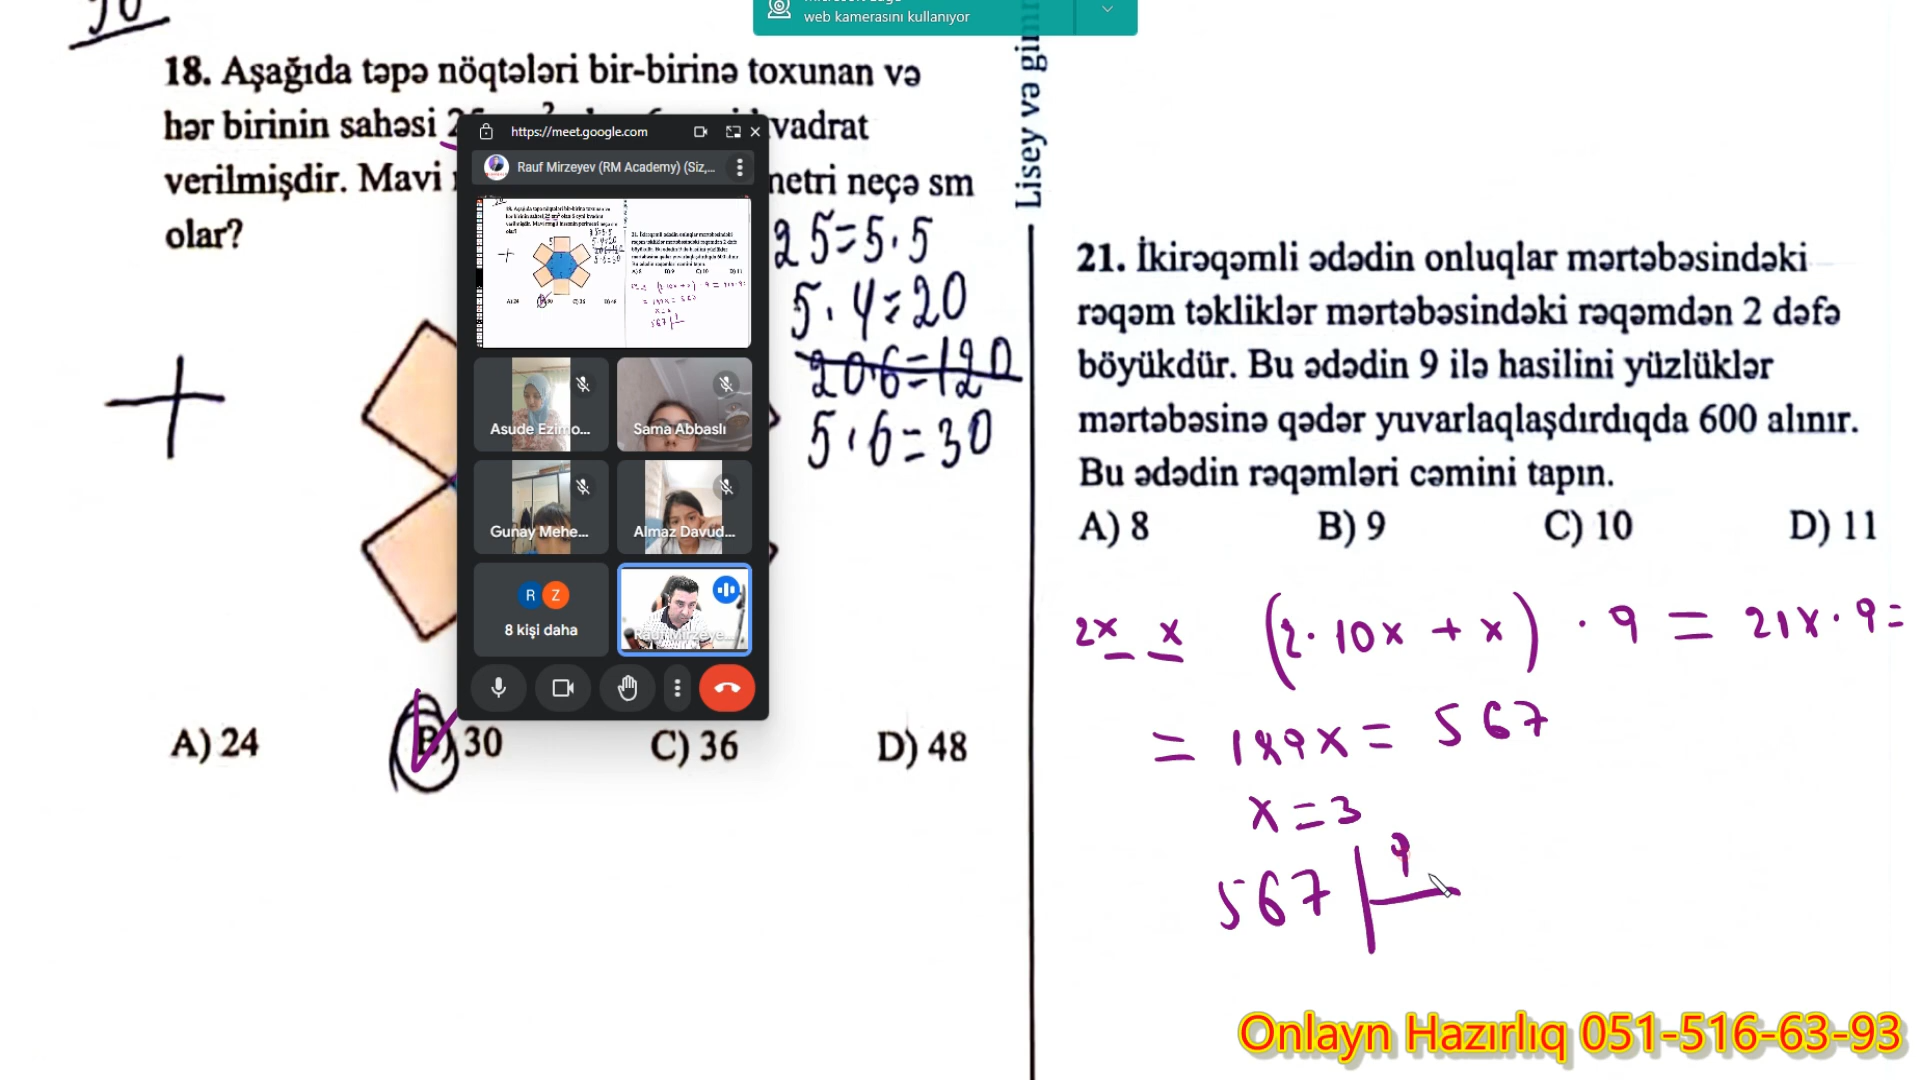 web kamerasını kullanıyor
18. Aşağıda təpə nöqtələri bir-birinə toxunan və
hər birinin sahəsi
vadrat
verilmişdir. Mavi
netri neçə sm
olar?
25=5·5
5·4=20
20·6=120
5·6=30
A) 24
B) 30
C) 36
D) 48
https://meet.google.com
Rauf Mirzeyev (RM Academy) (Siz,...
Asude Ezimo...
Sama Abbaslı
Gunay Mehe...
Almaz Davud...
R Z
8 kişi daha
Rauf Mirzeye...
Lisey və gim
21. İkirəqəmli ədədin onluqlar mərtəbəsindəki
rəqəm təkliklər mərtəbəsindəki rəqəmdən 2 dəfə
böyükdür. Bu ədədin 9 ilə hasilini yüzlüklər
mərtəbəsinə qədər yuvarlaqlaşdırdıqda 600 alınır.
Bu ədədin rəqəmləri cəmini tapın.
A) 8
B) 9
C) 10
D) 11
2x x (2·10x + x) · 9 = 21x·9=
= 189x = 567
x=3
567 9
Onlayn Hazırlıq 051-516-63-93